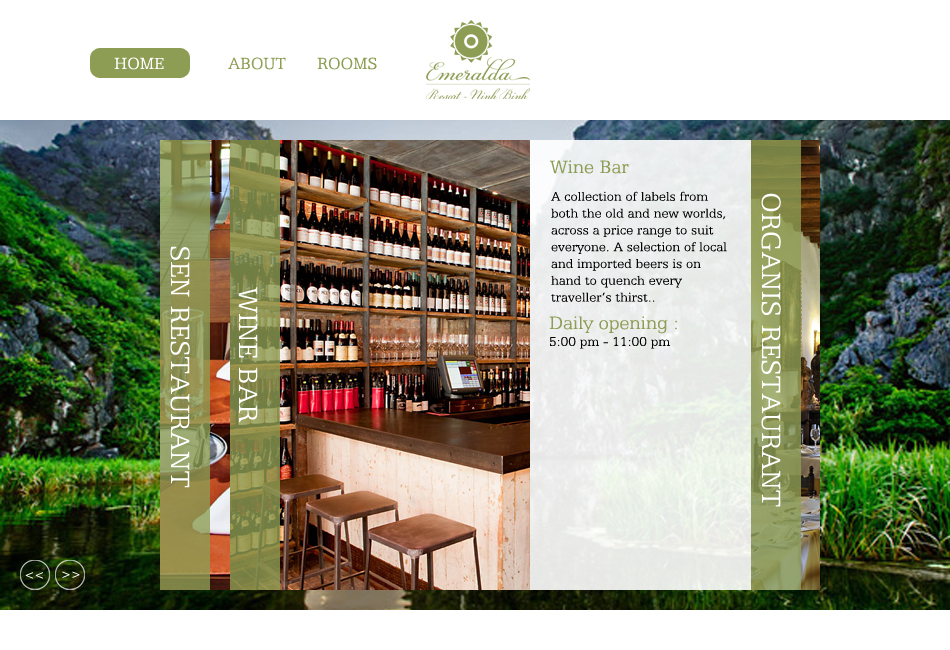 HOME
ABOUT
ROOMS
Emeralda
Resort - Ninh Binh
SEN RESTAURANT
WINE BAR
Wine Bar
A collection of labels from
both the old and new worlds,
across a price range to suit
everyone. A selection of local
and imported beers is on
hand to quench every
traveller’s thirst..
Daily opening :
5:00 pm - 11:00 pm
ORGANIS RESTAURANT
<< >>